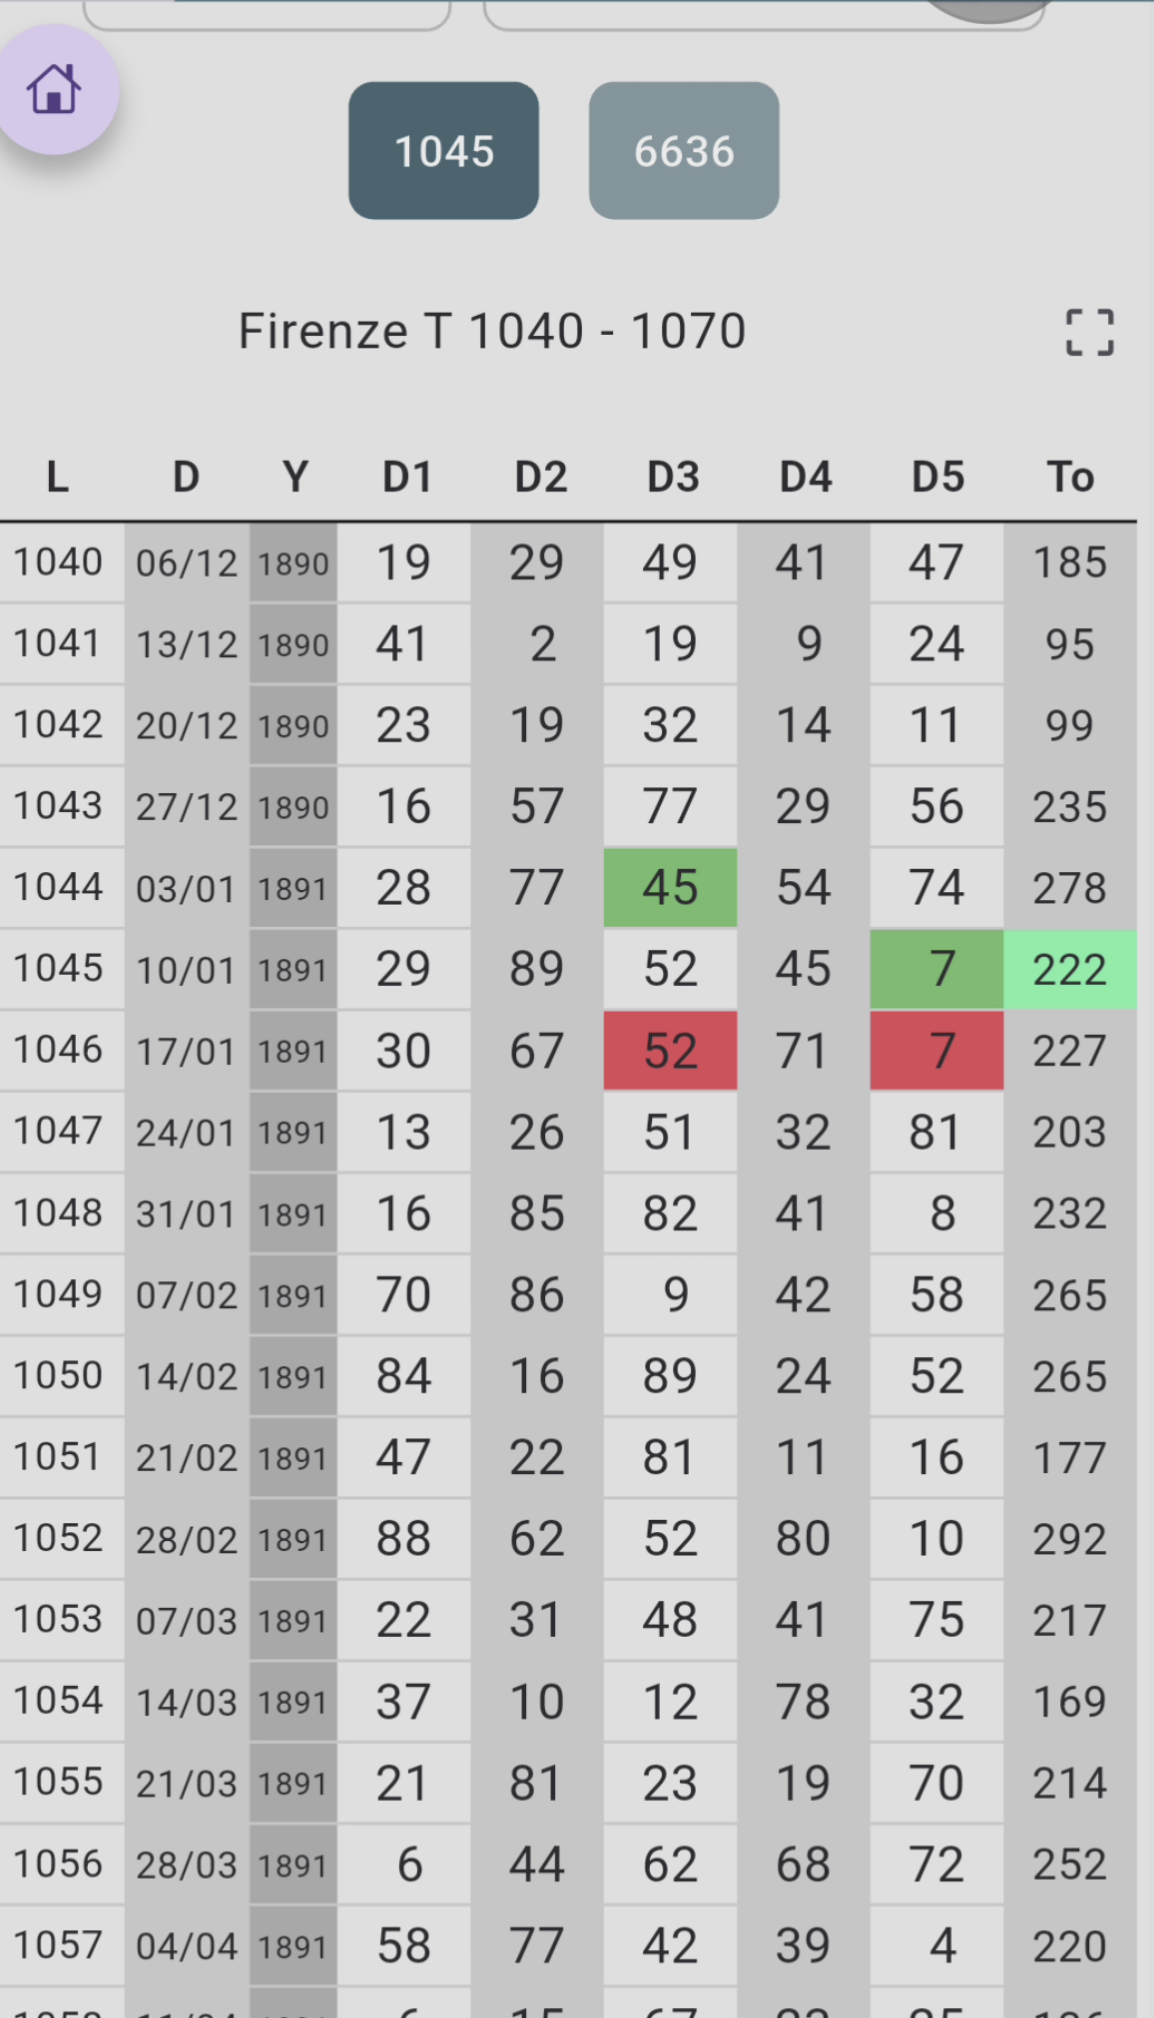 1045 6636
Firenze T 1040 - 1070
L D Y D1 D2 D3 D4 D5 To
1040 06/12 1890 19 29 49 41 47 185
1041 13/12 1890 41 2 19 9 24 95
1042 20/12 1890 23 19 32 14 11 99
1043 27/12 1890 16 57 77 29 56 235
1044 03/01 1891 28 77 45 54 74 278
1045 10/01 1891 29 89 52 45 7 222
1046 17/01 1891 30 67 52 71 7 227
1047 24/01 1891 13 26 51 32 81 203
1048 31/01 1891 16 85 82 41 8 232
1049 07/02 1891 70 86 9 42 58 265
1050 14/02 1891 84 16 89 24 52 265
1051 21/02 1891 47 22 81 11 16 177
1052 28/02 1891 88 62 52 80 10 292
1053 07/03 1891 22 31 48 41 75 217
1054 14/03 1891 37 10 12 78 32 169
1055 21/03 1891 21 81 23 19 70 214
1056 28/03 1891 6 44 62 68 72 252
1057 04/04 1891 58 77 42 39 4 220